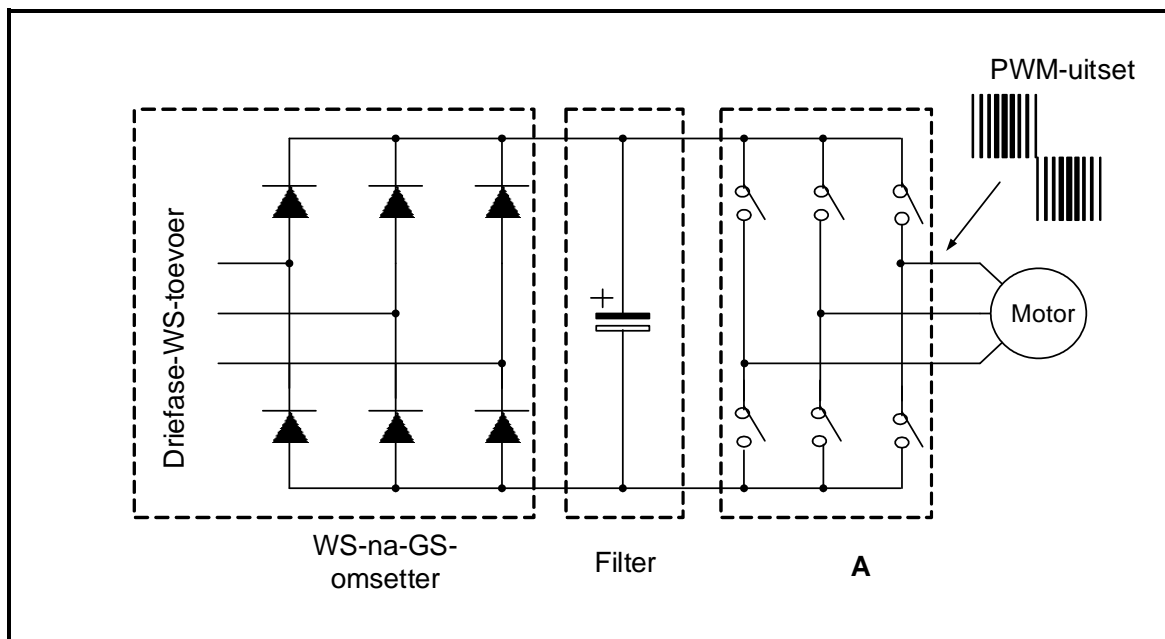 PWM-uitset
Driefase-WS-toevoer
+
Motor
WS-na-GS-
omsetter
Filter
A